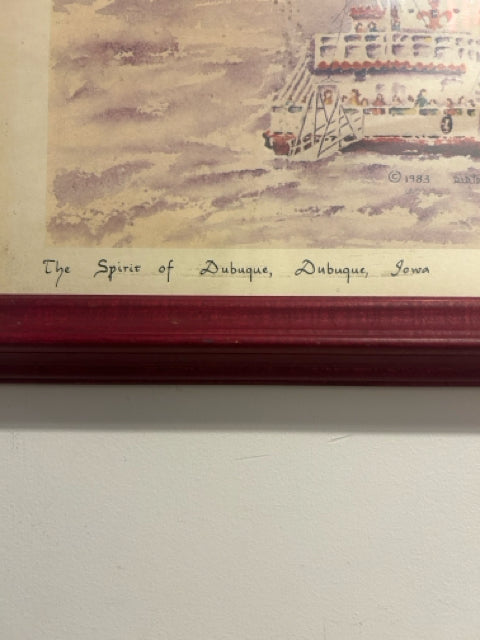 © 1983
The Spirit of Dubuque, Dubuque, Iowa